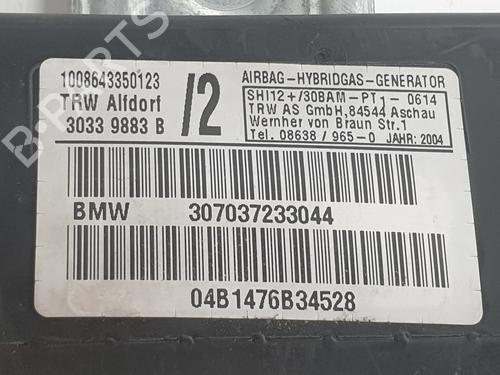 1008643350123
TRW Alfdorf
3033 9883 B
/2
AIRBAG-HYBRIDGAS-GENERATOR
SHI12+/30BAM-PT1- 0614
TRW AS GmbH, 84544 Aschau
Wernher von Braun Str.1
Tel. 08638 / 965-0 JAHR: 2004
BMW 307037233044
04B1476B34528